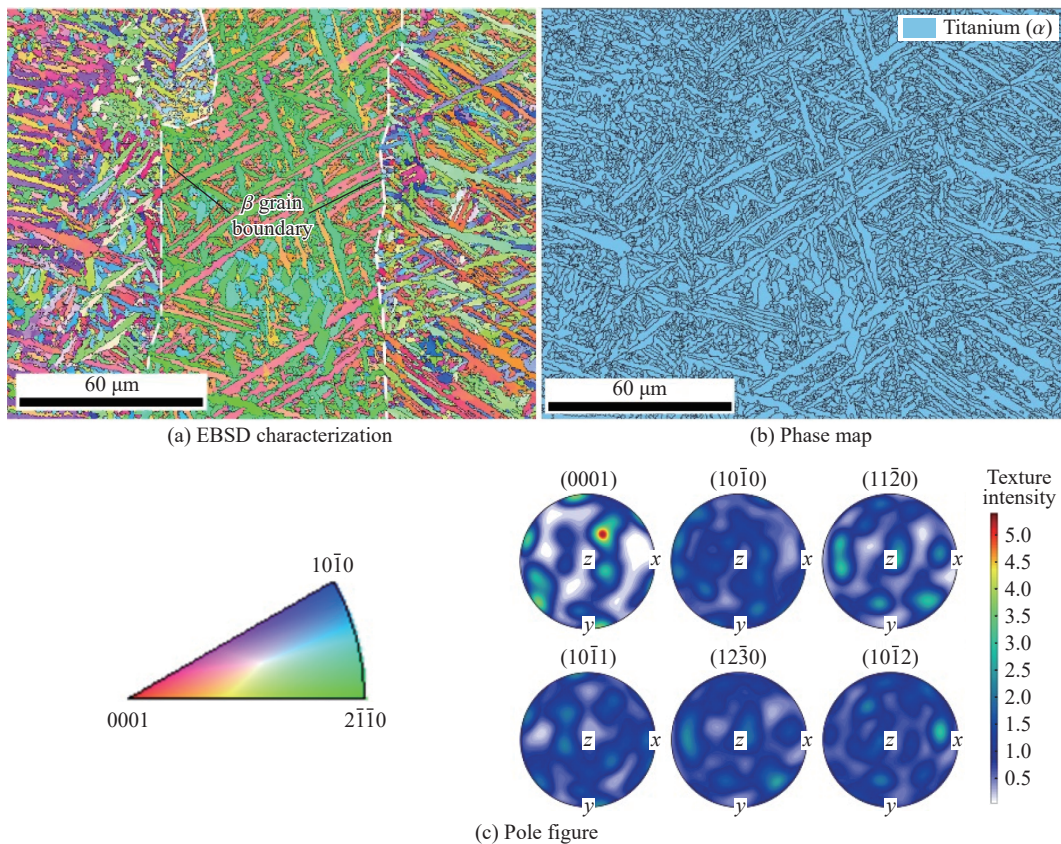 Titanium (α)
β grain
boundary
60 μm
60 μm
(a) EBSD characterization
(b) Phase map
(0001)
(101̄0)
(112̄0)
Texture
intensity
z
x
y
z
x
y
z
x
y
5.0
4.5
4.0
3.5
3.0
2.5
2.0
1.5
1.0
0.5
101̄0
0001
21̄1̄0
(101̄1)
(123̄0)
(101̄2)
z
x
y
z
x
y
z
x
y
(c) Pole figure